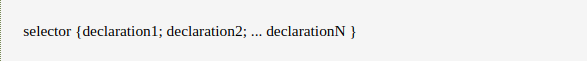 selector {declaration1; declaration2; ... declarationN }